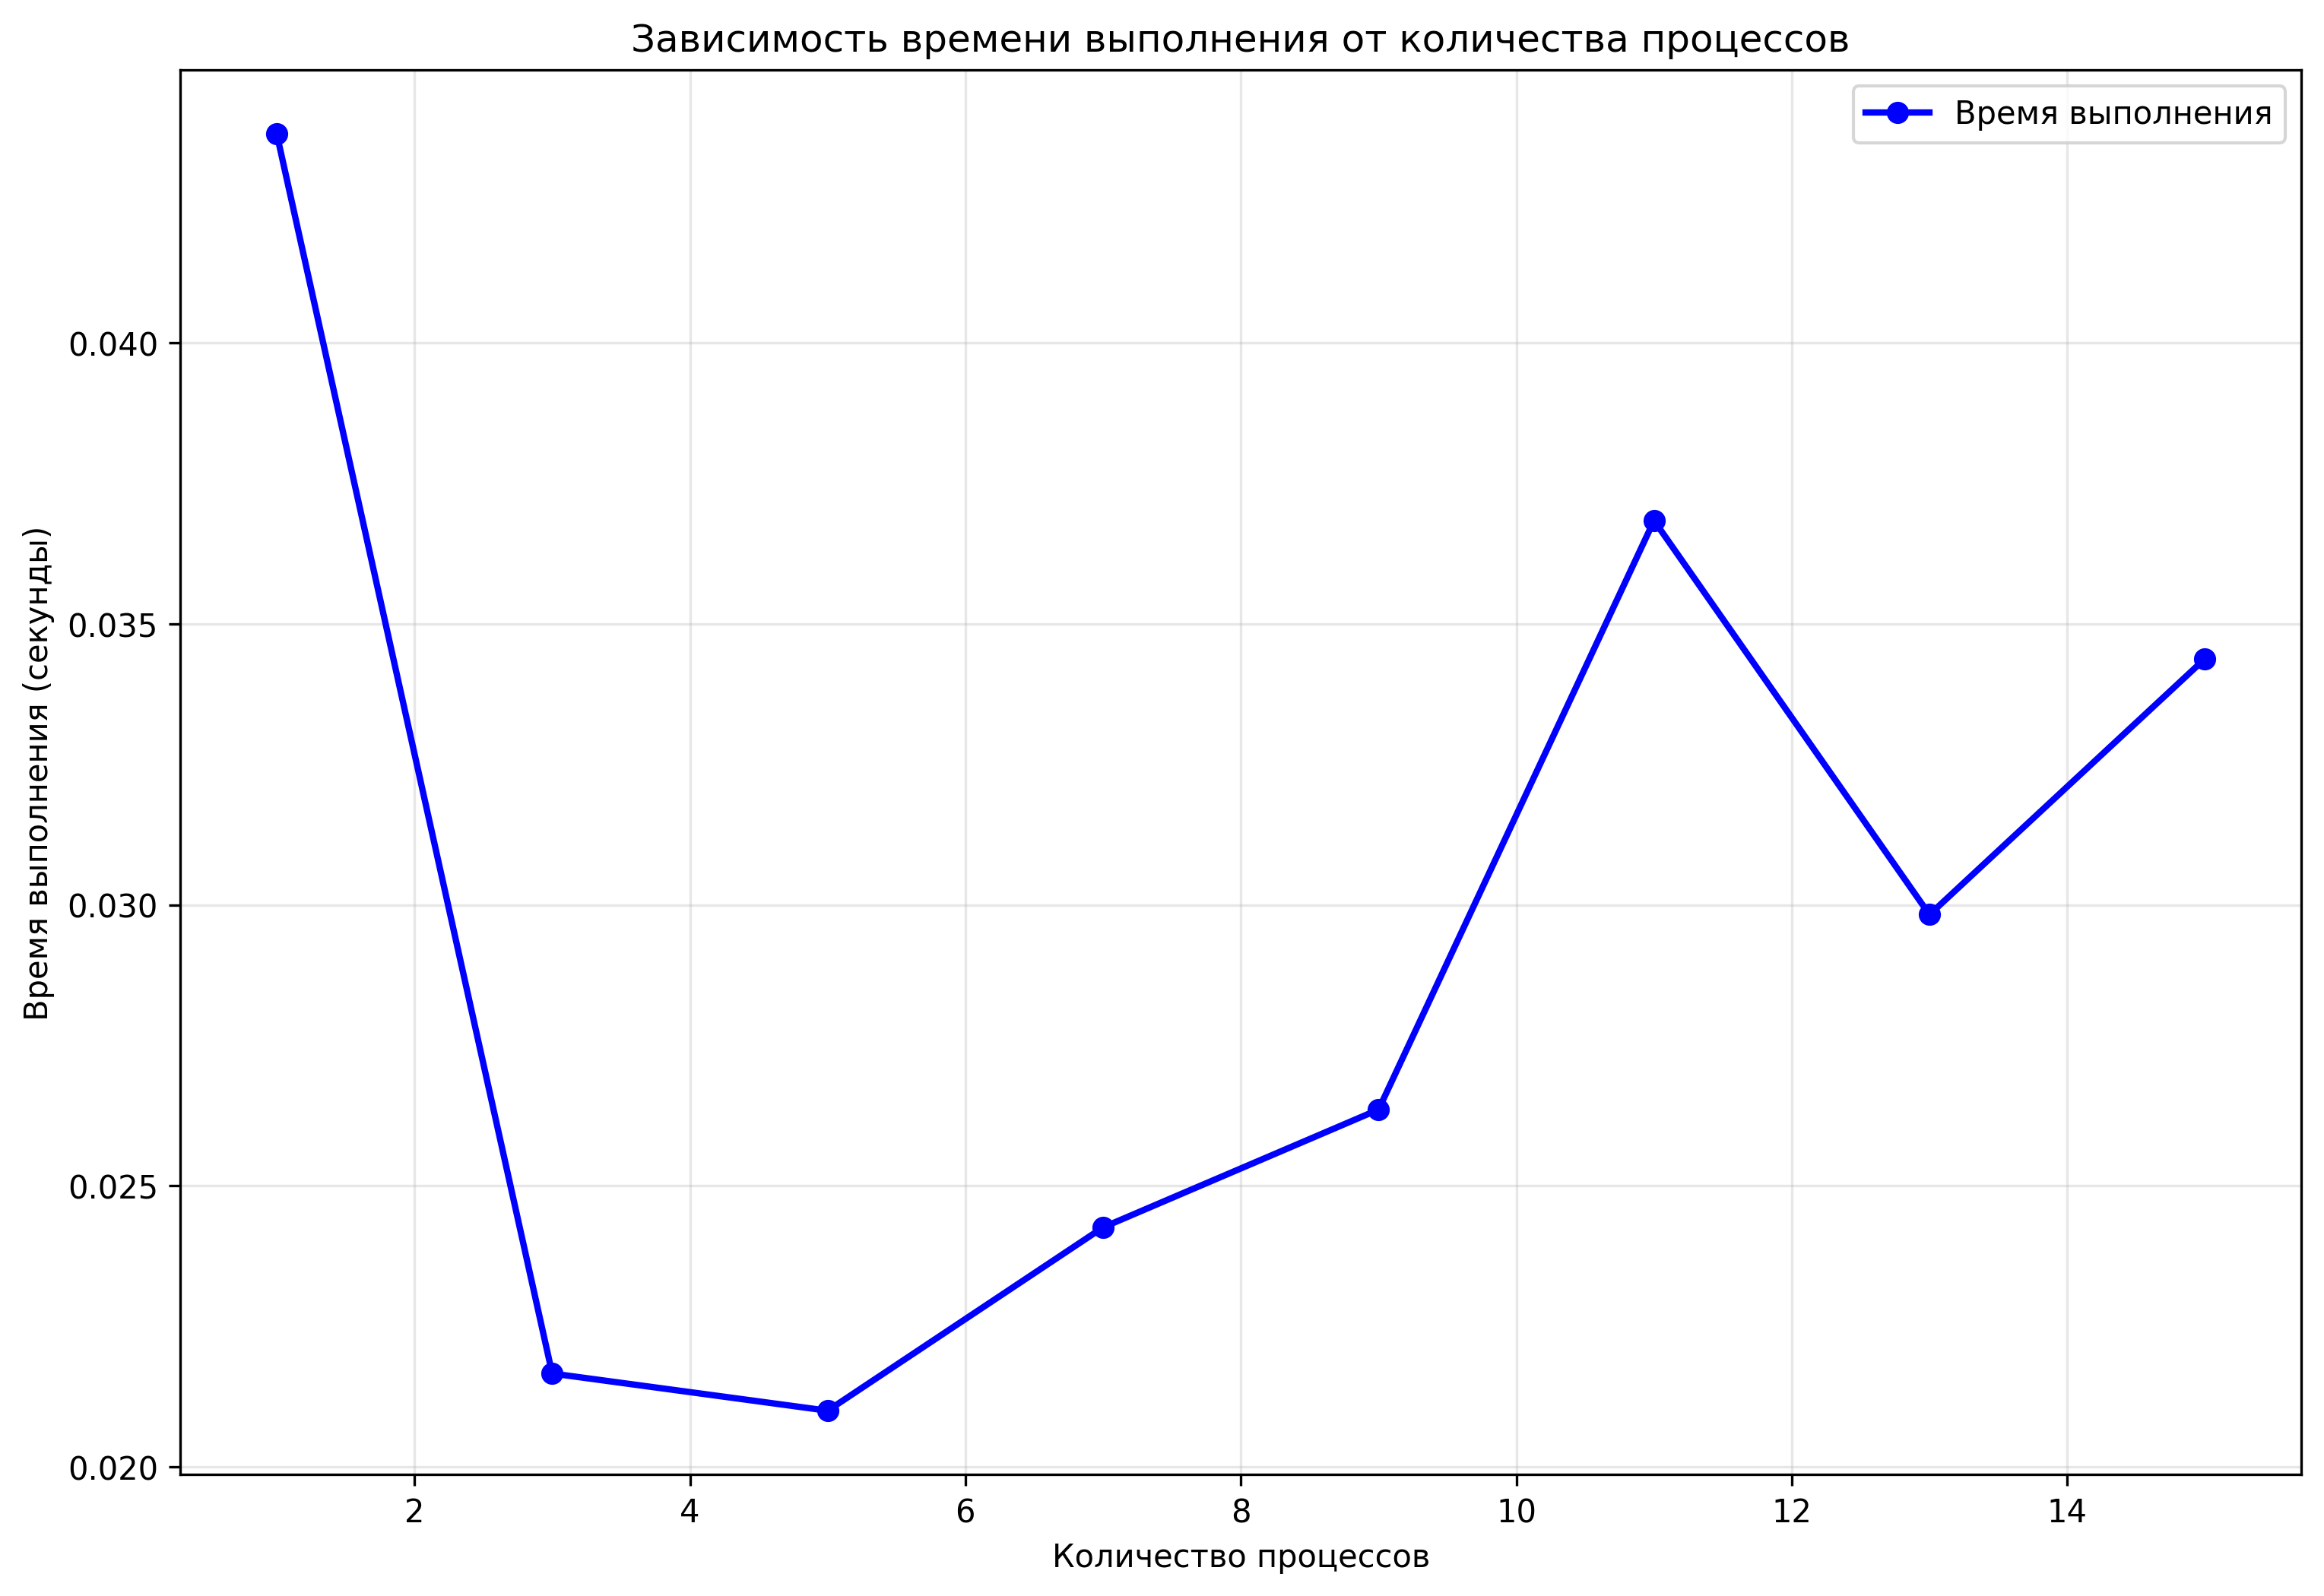 Зависимость времени выполнения от количества процессов
Время выполнения
Время выполнения (секунды)
0.040
0.035
0.030
0.025
0.020
2 4 6 8 10 12 14
Количество процессов